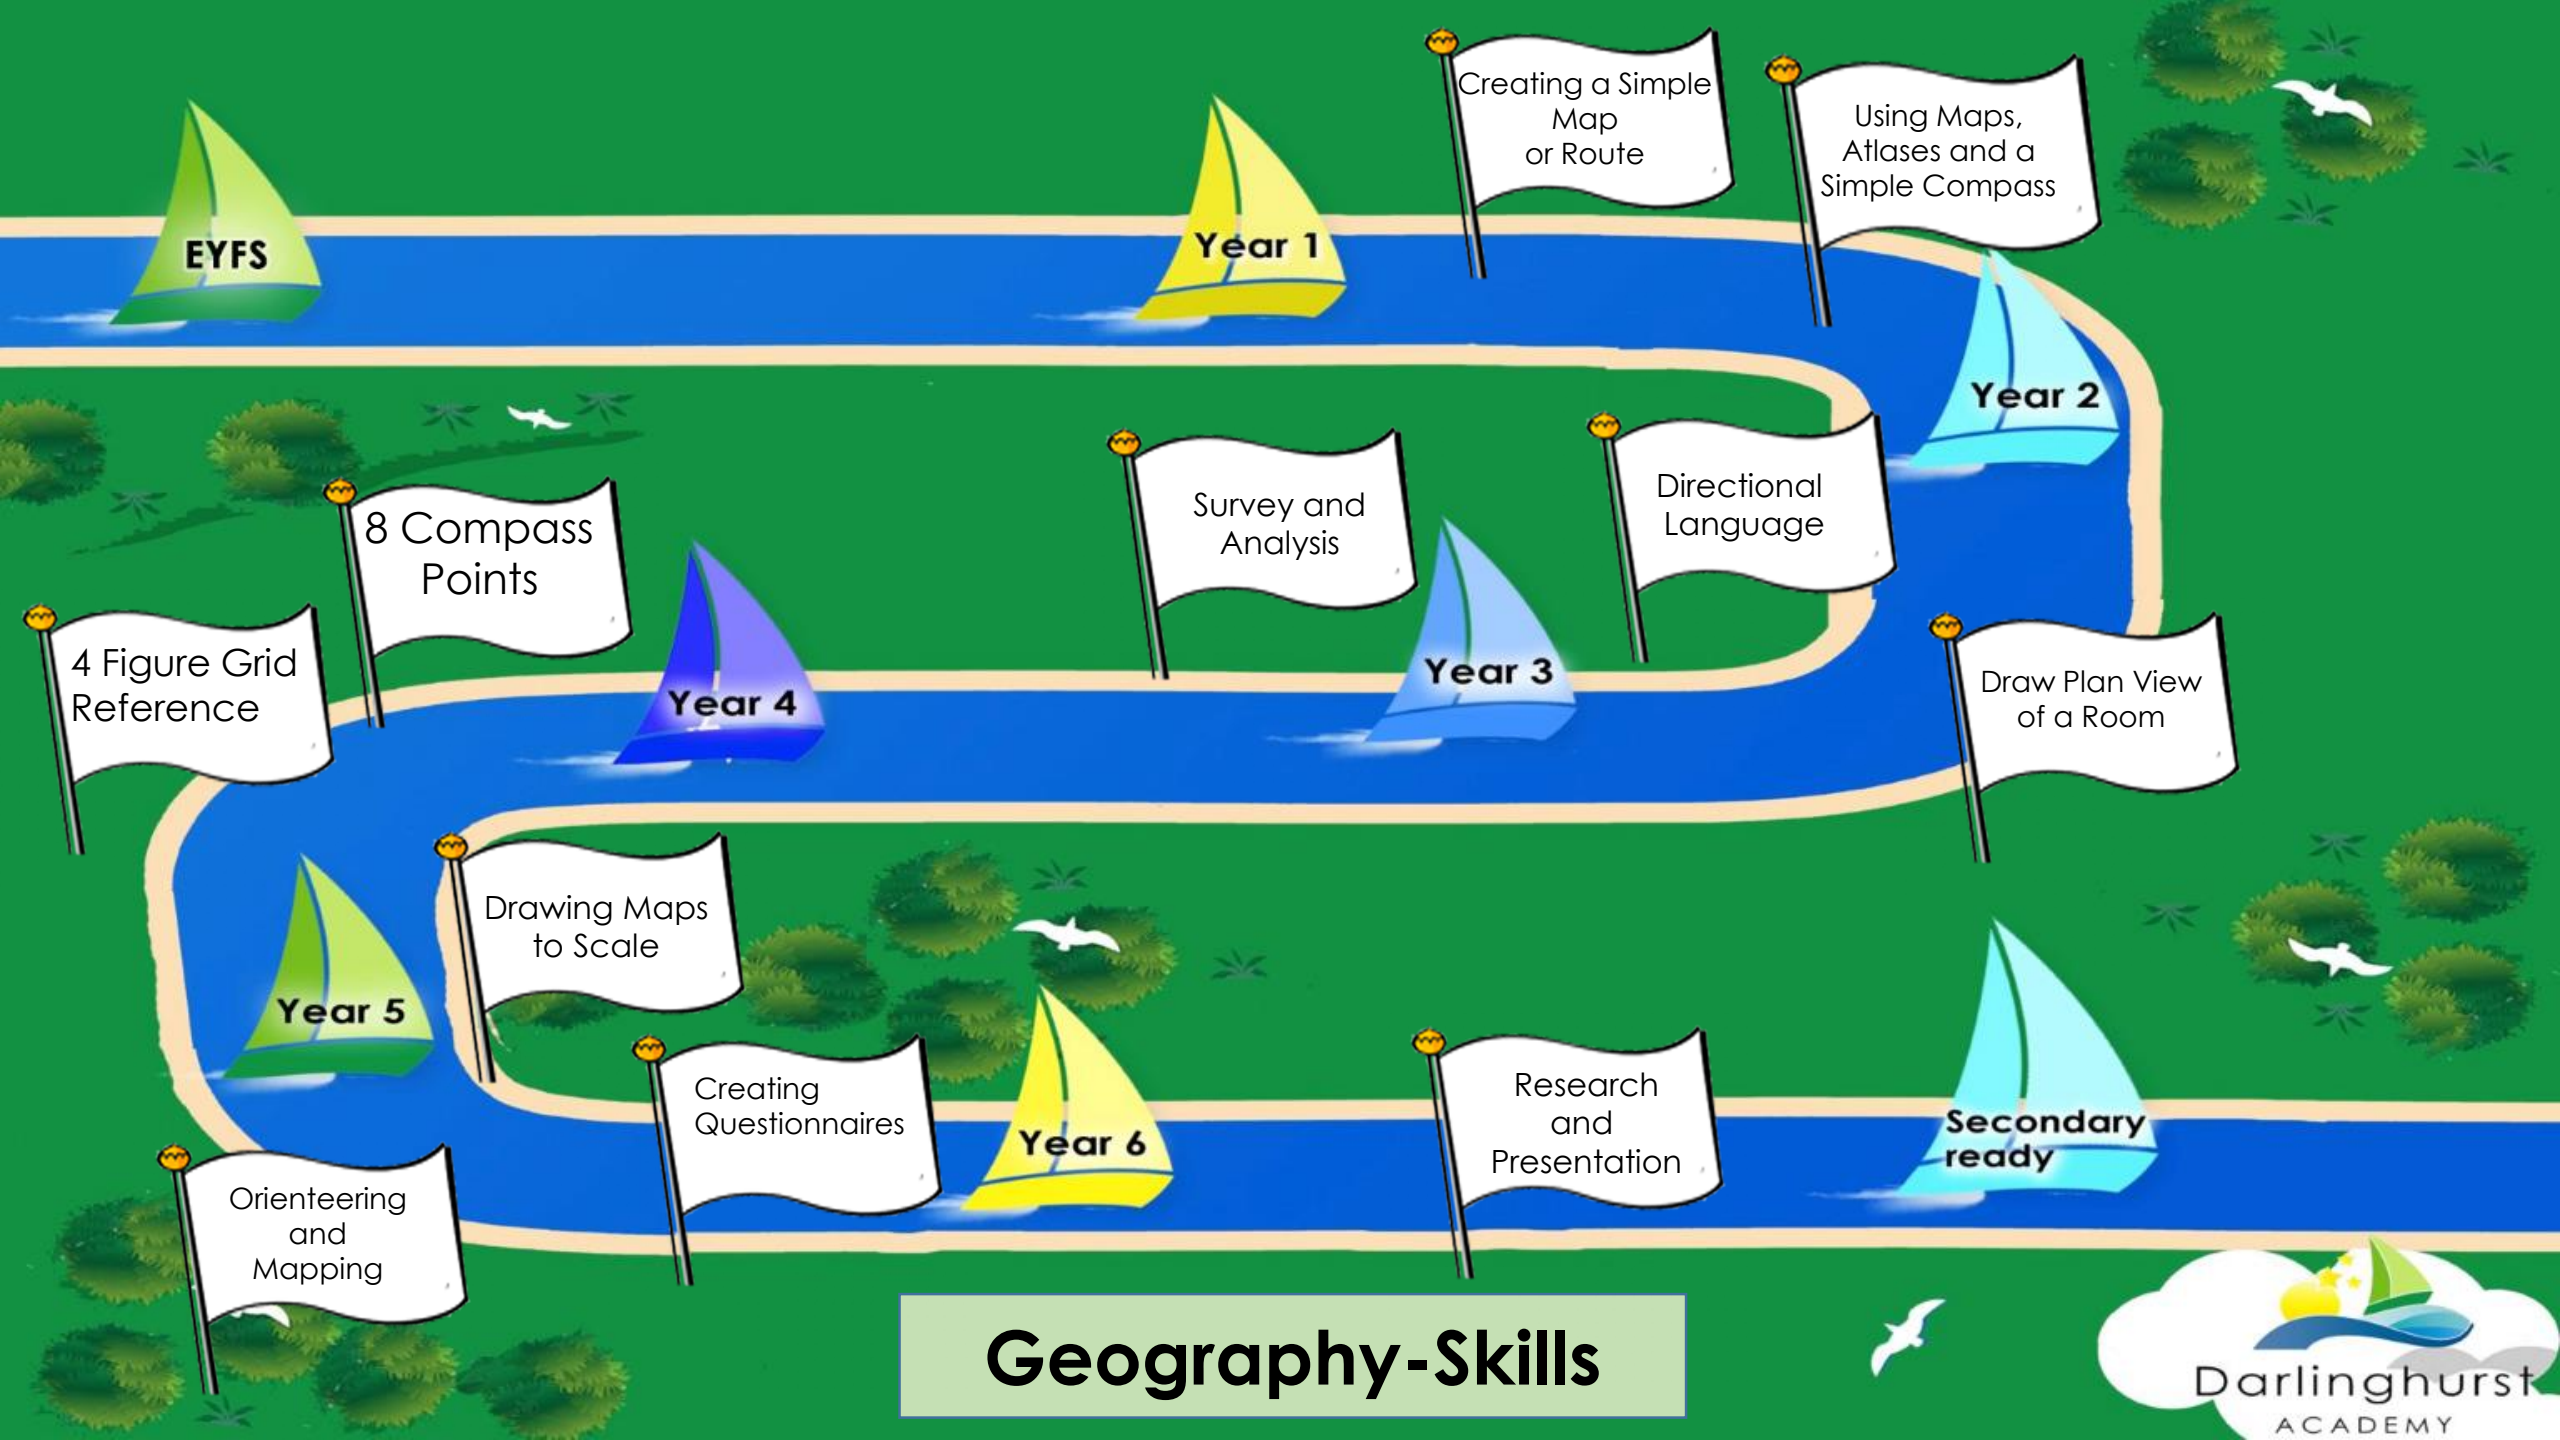 EYFS
Year 1
Creating a Simple
Map
or Route
Using Maps,
Atlases and a
Simple Compass
Year 2
Directional
Language
Draw Plan View
of a Room
Year 3
Survey and
Analysis
Year 4
8 Compass
Points
4 Figure Grid
Reference
Year 5
Drawing Maps
to Scale
Orienteering
and
Mapping
Creating
Questionnaires
Year 6
Research
and
Presentation
Secondary
ready
Geography-Skills
Darlinghurst
ACADEMY